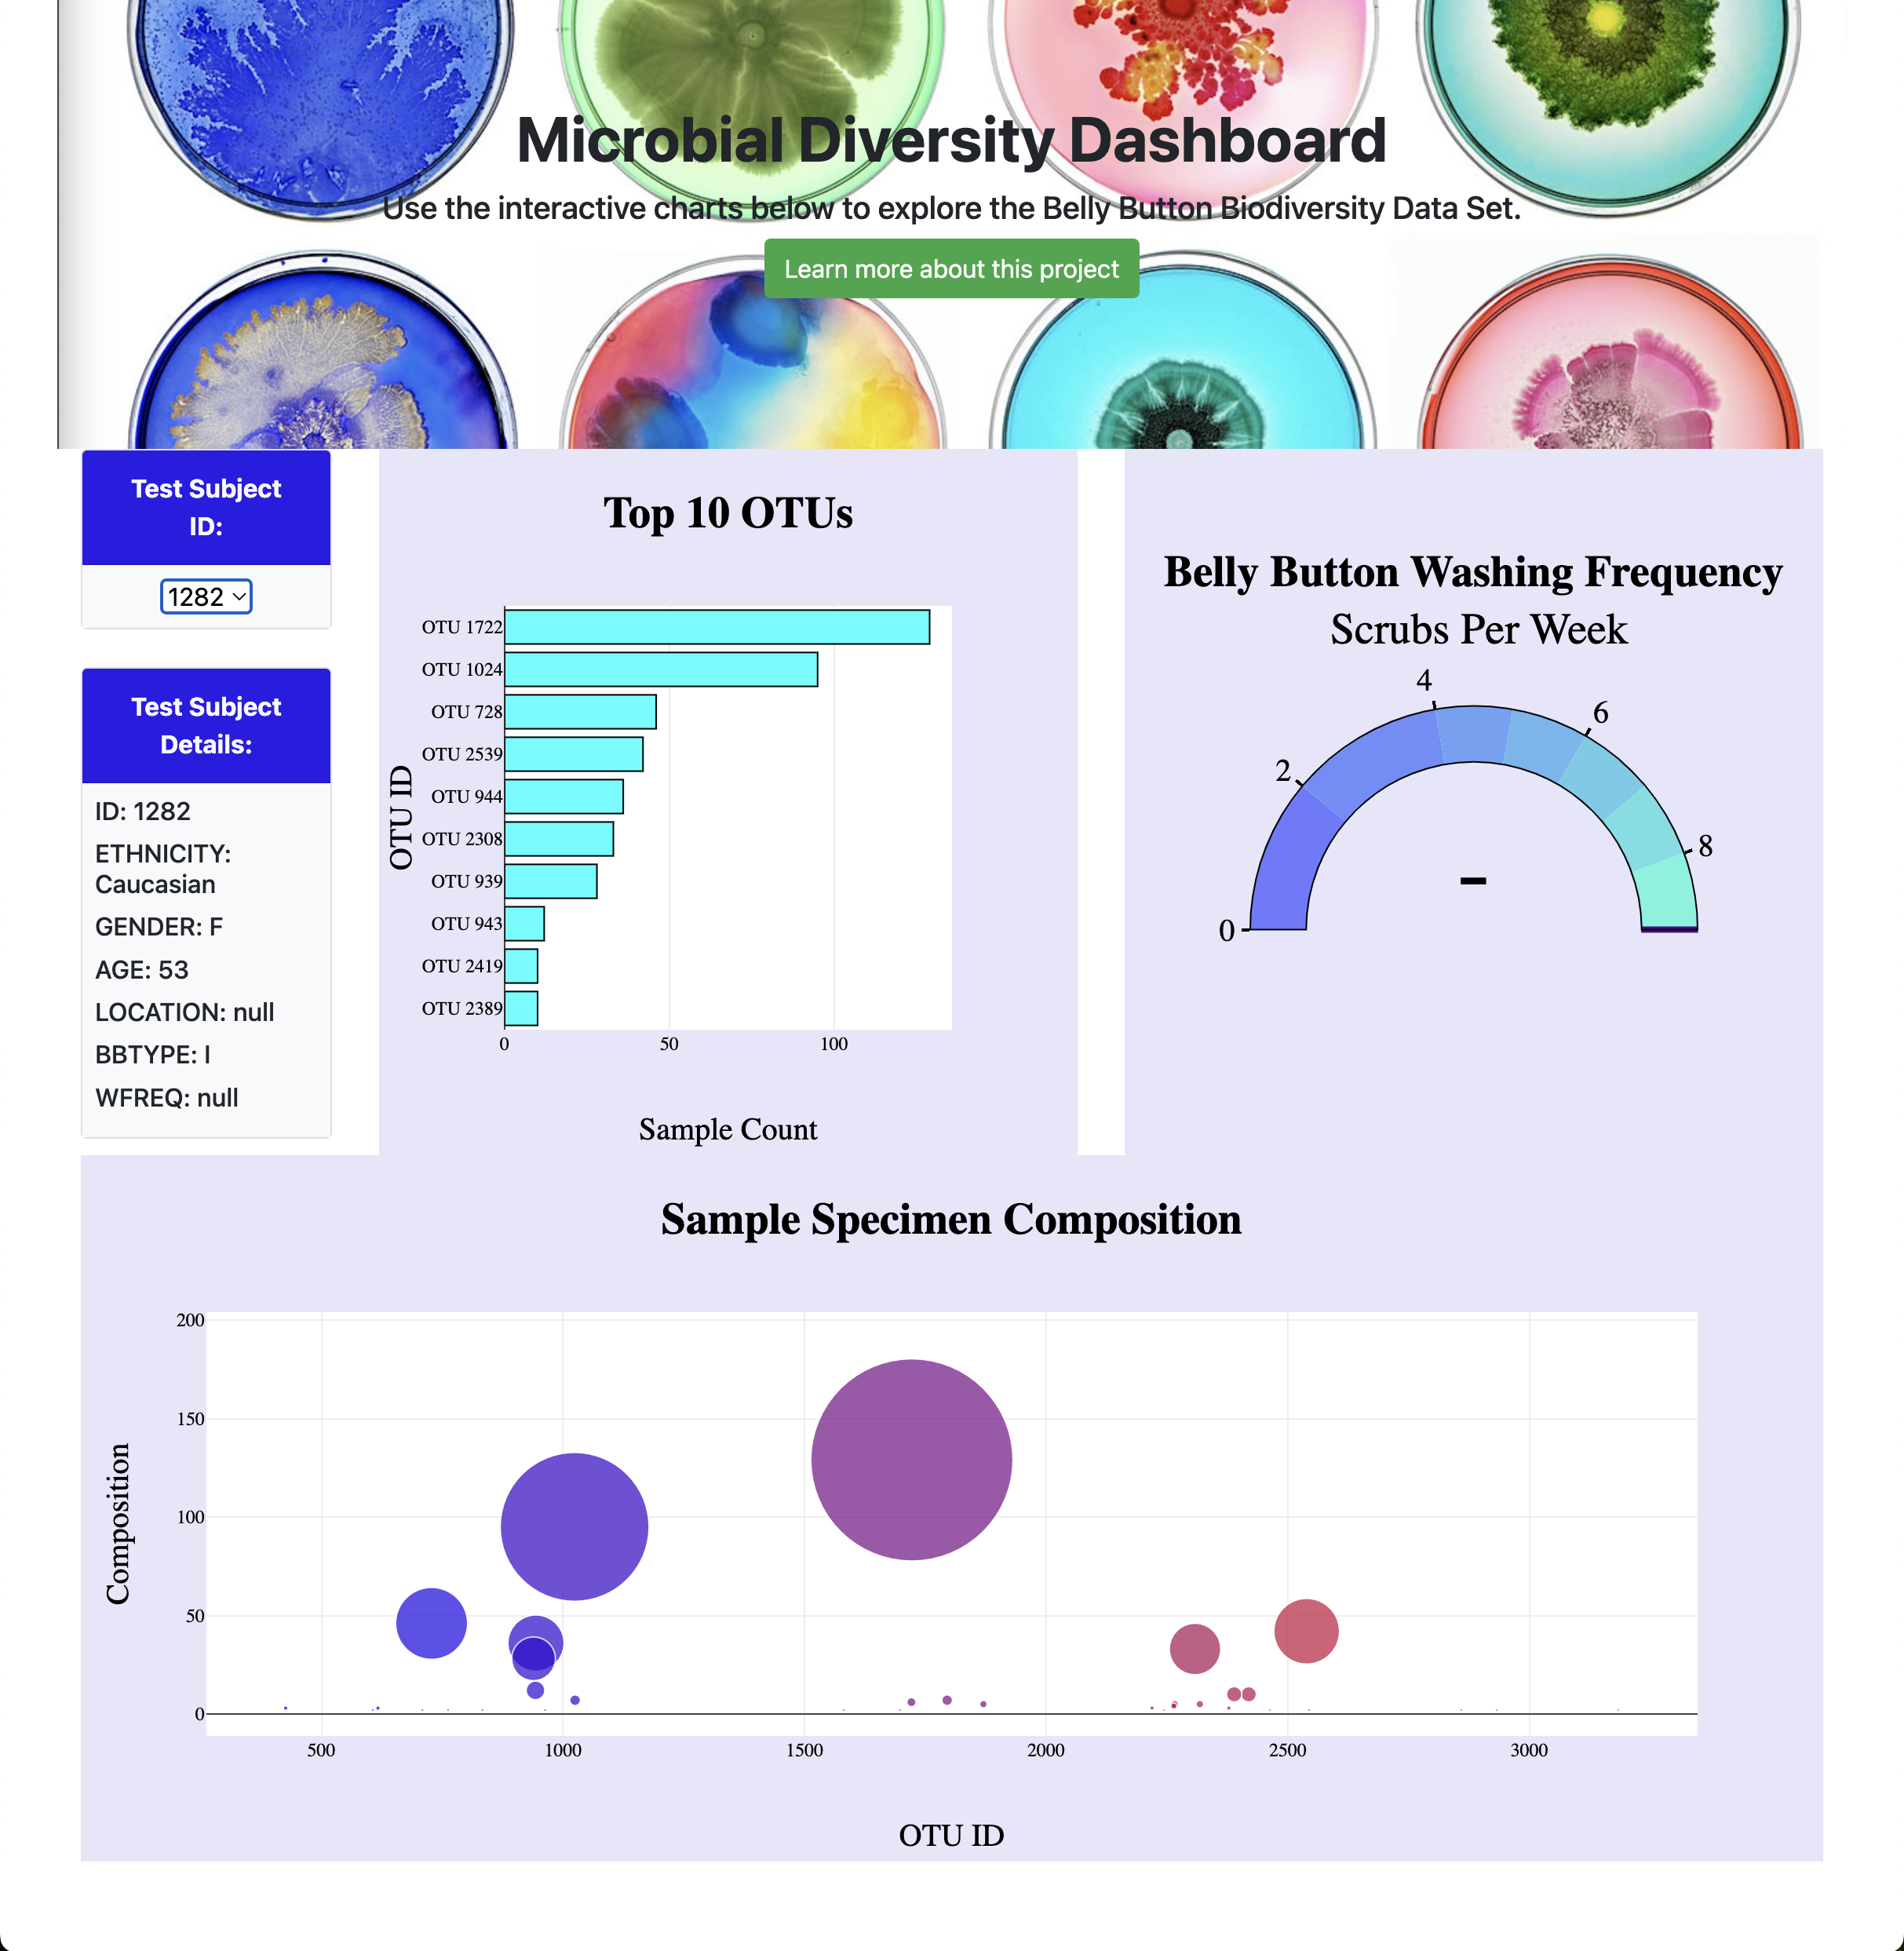 Microbial Diversity Dashboard
Use the interactive charts below to explore the Belly Button Biodiversity Data Set.
Learn more about this project
Test Subject
ID:
1282
Test Subject
Details:
ID: 1282
ETHNICITY:
Caucasian
GENDER: F
AGE: 53
LOCATION: null
BBTYPE: I
WFREQ: null
Top 10 OTUs
OTU ID
OTU 1722
OTU 1024
OTU 728
OTU 2539
OTU 944
OTU 2308
OTU 939
OTU 943
OTU 2419
OTU 2389
0 50 100
Sample Count
Belly Button Washing Frequency
Scrubs Per Week
0
2
4
6
8
–
Sample Specimen Composition
Composition
200
150
100
50
0
500 1000 1500 2000 2500 3000
OTU ID